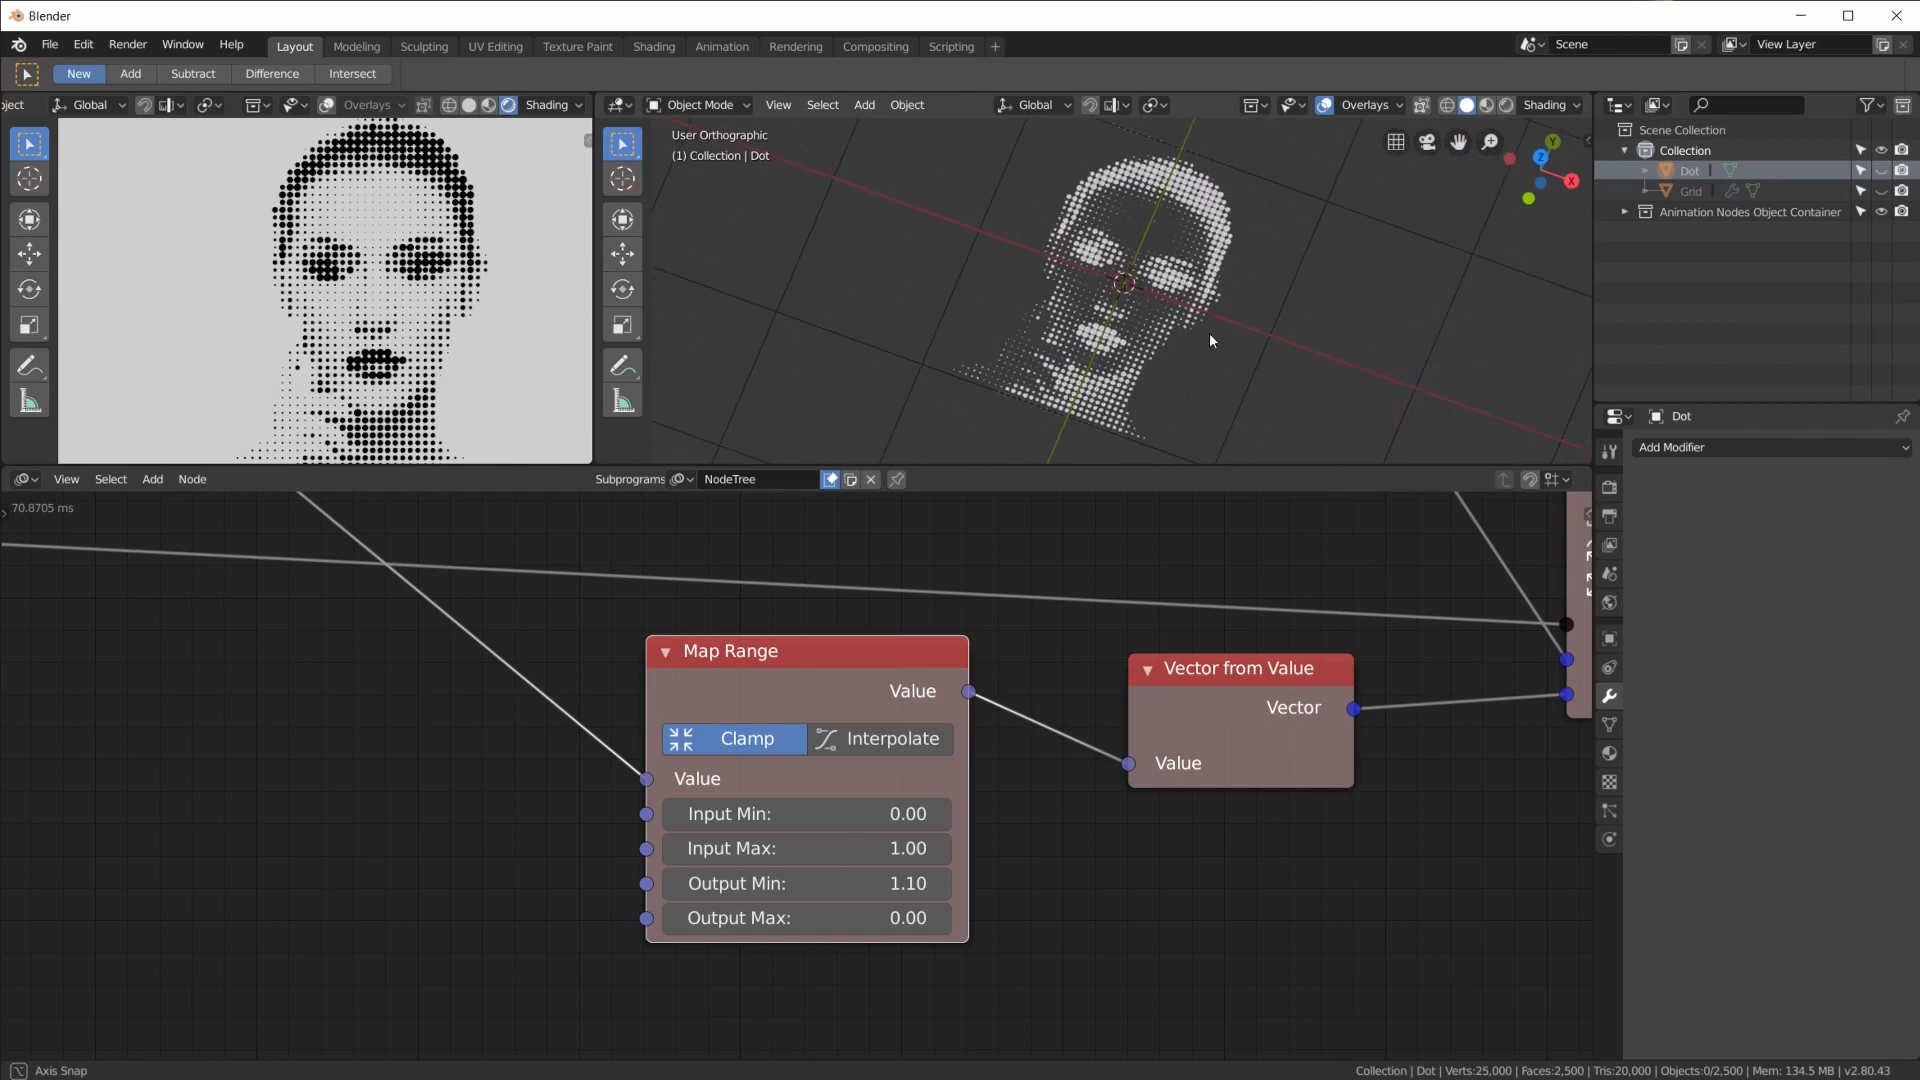 Blender
File Edit Render Window Help Layout Modeling Sculpting UV Editing Texture Paint Shading Animation Rendering Compositing Scripting + Scene View Layer
New Add Subtract Difference Intersect
ject Global Overlays Shading Object Mode View Select Add Object Global Overlays Shading
User Orthographic
(1) Collection | Dot
Y
Z
X
Scene Collection
Collection
Dot
Grid
Animation Nodes Object Container
Dot
Add Modifier
View Select Add Node Subprograms NodeTree
70.8705 ms
Map Range
Value
Clamp Interpolate
Value
Input Min: 0.00
Input Max: 1.00
Output Min: 1.10
Output Max: 0.00
Vector from Value
Vector
Value
Axis Snap
Collection | Dot | Verts:25,000 | Faces:2,500 | Tris:20,000 | Objects:0/2,500 | Mem: 134.5 MB | v2.80.43